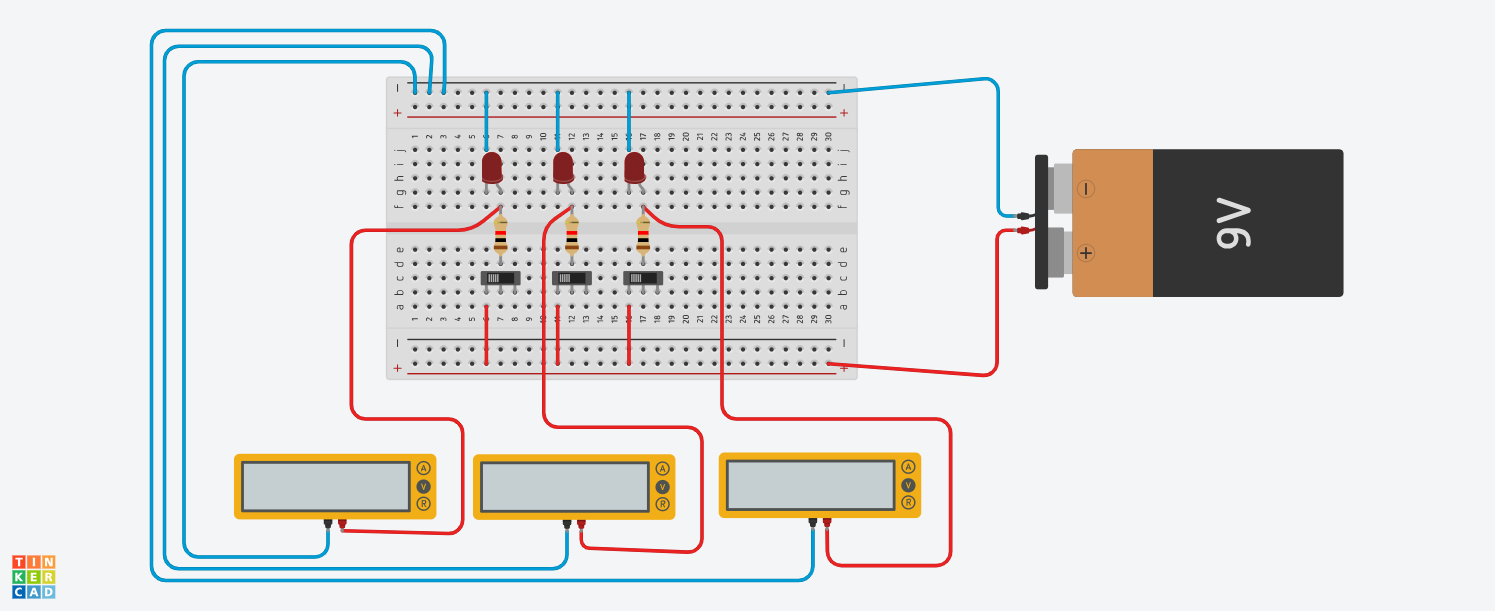 − −
+ +
1 2 3 4 5 6 7 8 9 10 11 12 13 14 15 16 17 18 19 20 21 22 23 24 25 26 27 28 29 30
j j
i i
h h
g g
f f
9V
− +
e e
d d
c c
b b
a a
1 2 3 4 5 6 7 8 9 10 11 12 13 14 15 16 17 18 19 20 21 22 23 24 25 26 27 28 29 30
− −
+ +
A A A
V V V
R R R
TIN
KER
CAD